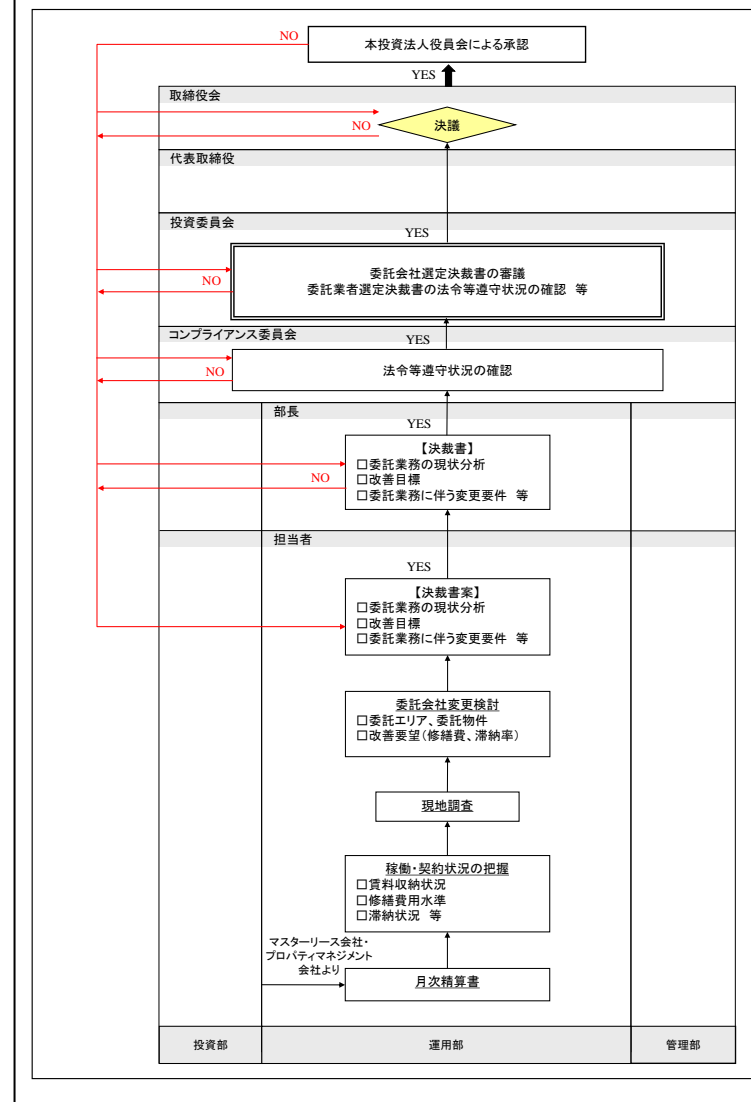 NO
本投資法人役員会による承認
YES
取締役会
NO
決議
代表取締役
投資委員会
YES
委託会社選定決裁書の審議
委託業者選定決裁書の法令等遵守状況の確認 等
NO
コンプライアンス委員会
YES
法令等遵守状況の確認
NO
部長
YES
【決裁書】
□委託業務の現状分析
□改善目標
□委託業務に伴う変更要件 等
NO
担当者
YES
【決裁書案】
□委託業務の現状分析
□改善目標
□委託業務に伴う変更要件 等
委託会社変更検討
□委託エリア、委託物件
□改善要望(修繕費、滞納率)
現地調査
稼働・契約状況の把握
□賃料収納状況
□修繕費用水準
□滞納状況 等
マスターリース会社・
プロパティマネジメント
会社より
月次精算書
投資部
運用部
管理部